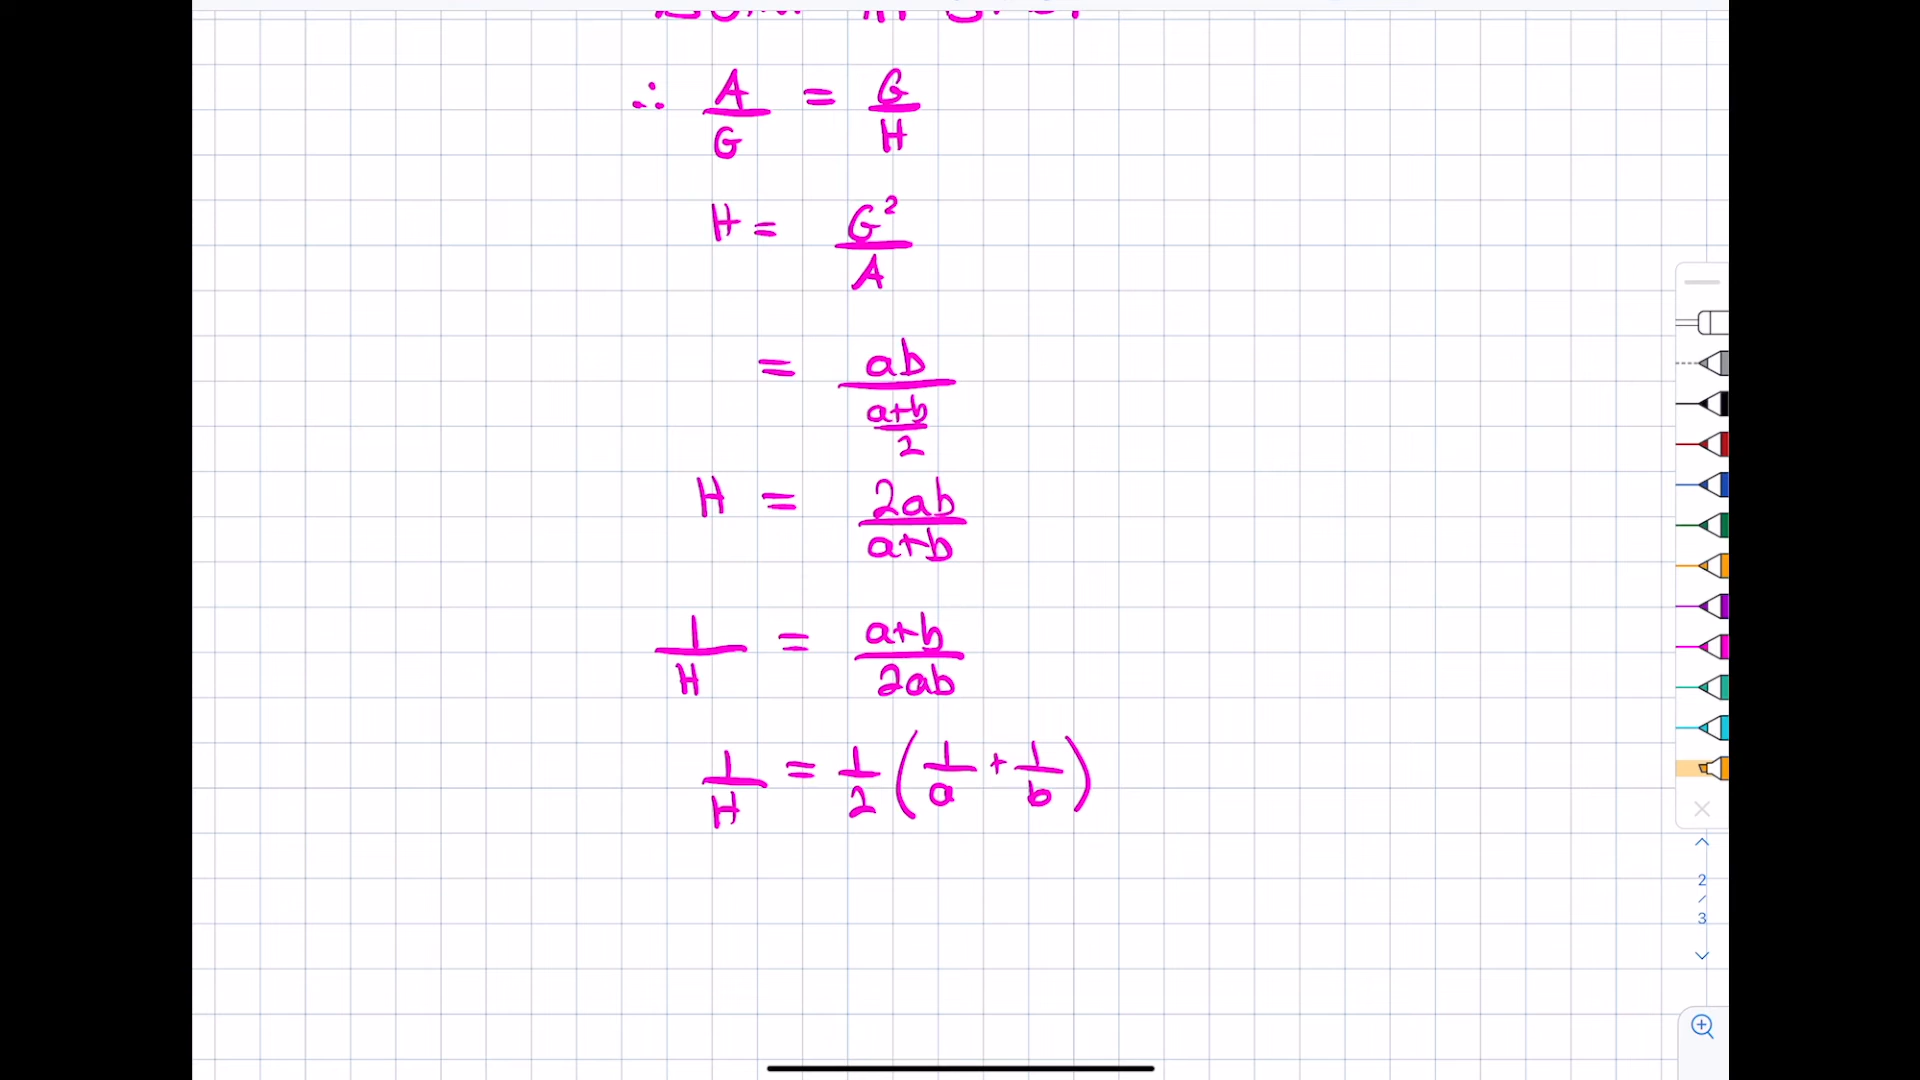 ∴ A/G = G/H
H = G²/A
= ab/((a+b)/2)
H = 2ab/(a+b)
1/H = (a+b)/2ab
1/H = 1/2 (1/a + 1/b)
2
/
3